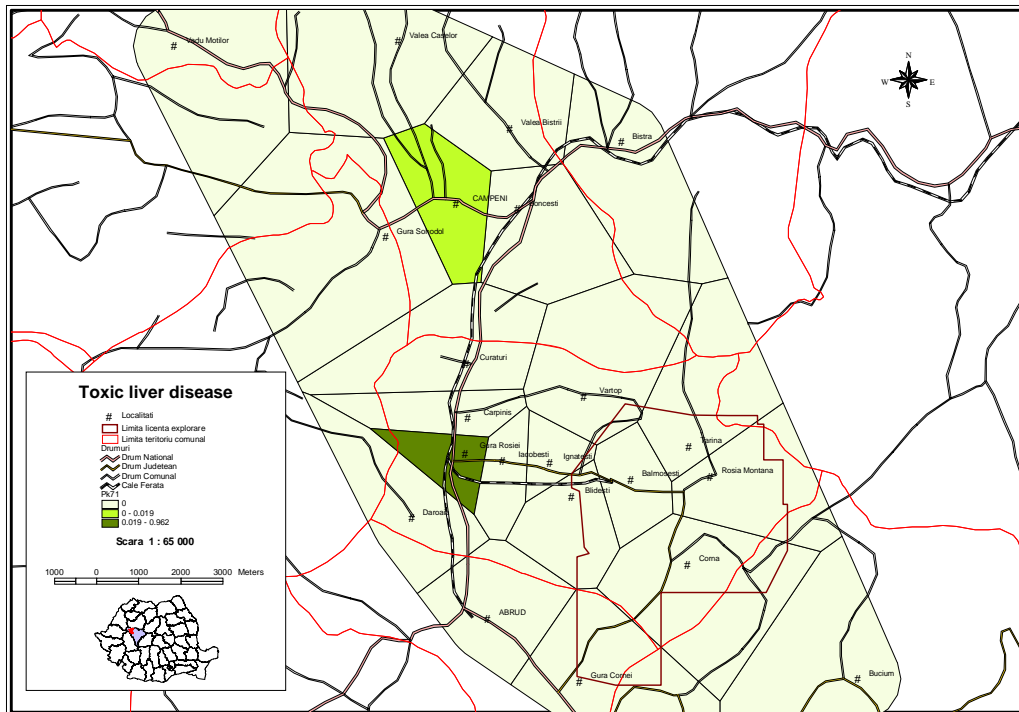 Vadu Motilor
Valea Caselor
N
W
E
S
Valea Bistrii
Bistra
CAMPENI
Boncesti
Gura Sohodol
Curaturi
Vartop
Carpinis
Gura Rosiei
Iacobesti
Ignatesti
Tarina
Balmosesti
Rosia Montana
Blidesti
Daroaia
Corna
ABRUD
Gura Cornei
Bucium
Toxic liver disease
# Localitati
Limita licenta explorare
Limita teritoriu comunal
Drumuri
Drum National
Drum Judetean
Drum Comunal
Cale Ferata
Pk71
0
0 - 0.019
0.019 - 0.962
Scara 1 : 65 000
1000 0 1000 2000 3000 Meters